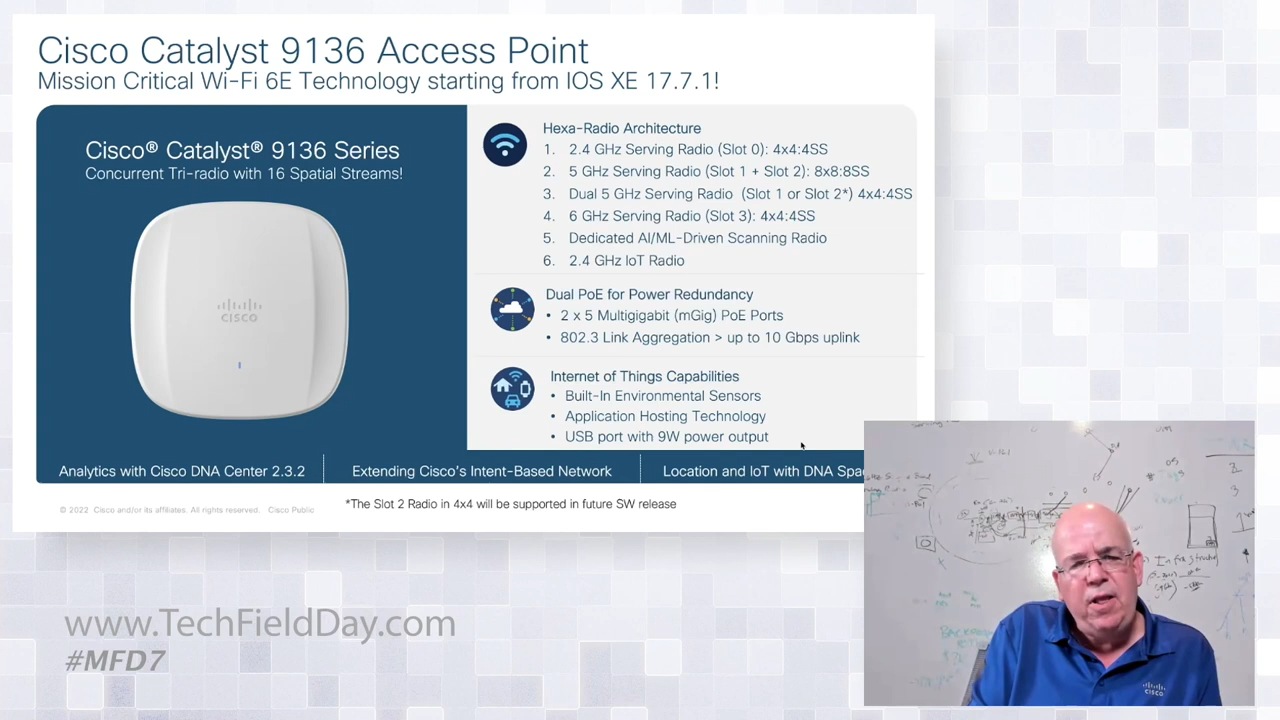 Cisco Catalyst 9136 Access Point
Mission Critical Wi-Fi 6E Technology starting from IOS XE 17.7.1!
Cisco® Catalyst® 9136 Series
Concurrent Tri-radio with 16 Spatial Streams!
CISCO
Hexa-Radio Architecture
1. 2.4 GHz Serving Radio (Slot 0): 4x4:4SS
2. 5 GHz Serving Radio (Slot 1 + Slot 2): 8x8:8SS
3. Dual 5 GHz Serving Radio (Slot 1 or Slot 2*) 4x4:4SS
4. 6 GHz Serving Radio (Slot 3): 4x4:4SS
5. Dedicated AI/ML-Driven Scanning Radio
6. 2.4 GHz IoT Radio
Dual PoE for Power Redundancy
• 2 x 5 Multigigabit (mGig) PoE Ports
• 802.3 Link Aggregation > up to 10 Gbps uplink
Internet of Things Capabilities
• Built-In Environmental Sensors
• Application Hosting Technology
• USB port with 9W power output
Analytics with Cisco DNA Center 2.3.2
Extending Cisco's Intent-Based Network
Location and IoT with DNA Spa
*The Slot 2 Radio in 4x4 will be supported in future SW release
© 2022 Cisco and/or its affiliates. All rights reserved. Cisco Public
www.TechFieldDay.com
#MFD7
CISCO